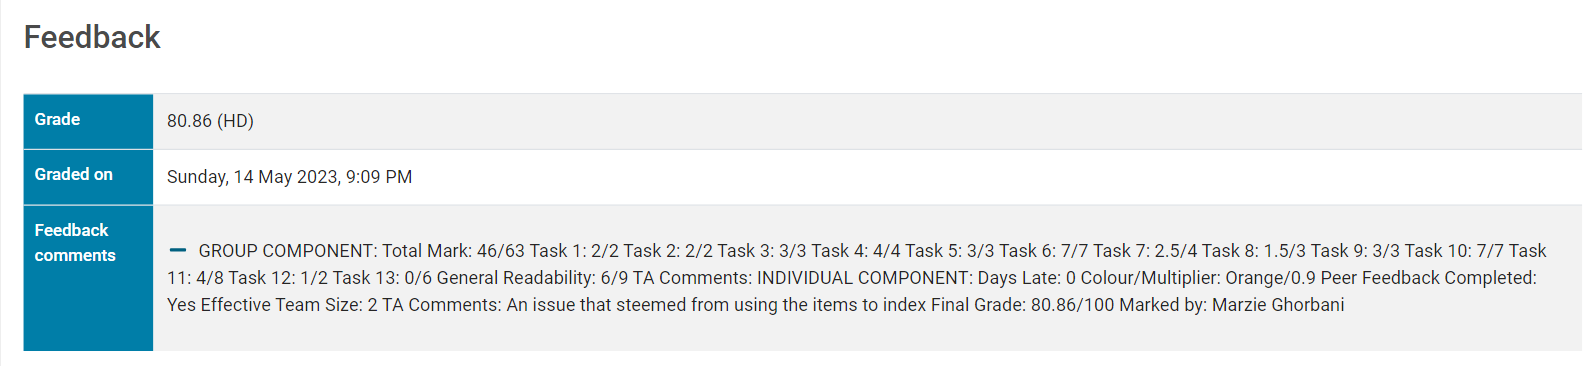 Feedback
Grade
80.86 (HD)
Graded on
Sunday, 14 May 2023, 9:09 PM
Feedback
comments
GROUP COMPONENT: Total Mark: 46/63 Task 1: 2/2 Task 2: 2/2 Task 3: 3/3 Task 4: 4/4 Task 5: 3/3 Task 6: 7/7 Task 7: 2.5/4 Task 8: 1.5/3 Task 9: 3/3 Task 10: 7/7 Task
11: 4/8 Task 12: 1/2 Task 13: 0/6 General Readability: 6/9 TA Comments: INDIVIDUAL COMPONENT: Days Late: 0 Colour/Multiplier: Orange/0.9 Peer Feedback Completed:
Yes Effective Team Size: 2 TA Comments: An issue that steemed from using the items to index Final Grade: 80.86/100 Marked by: Marzie Ghorbani